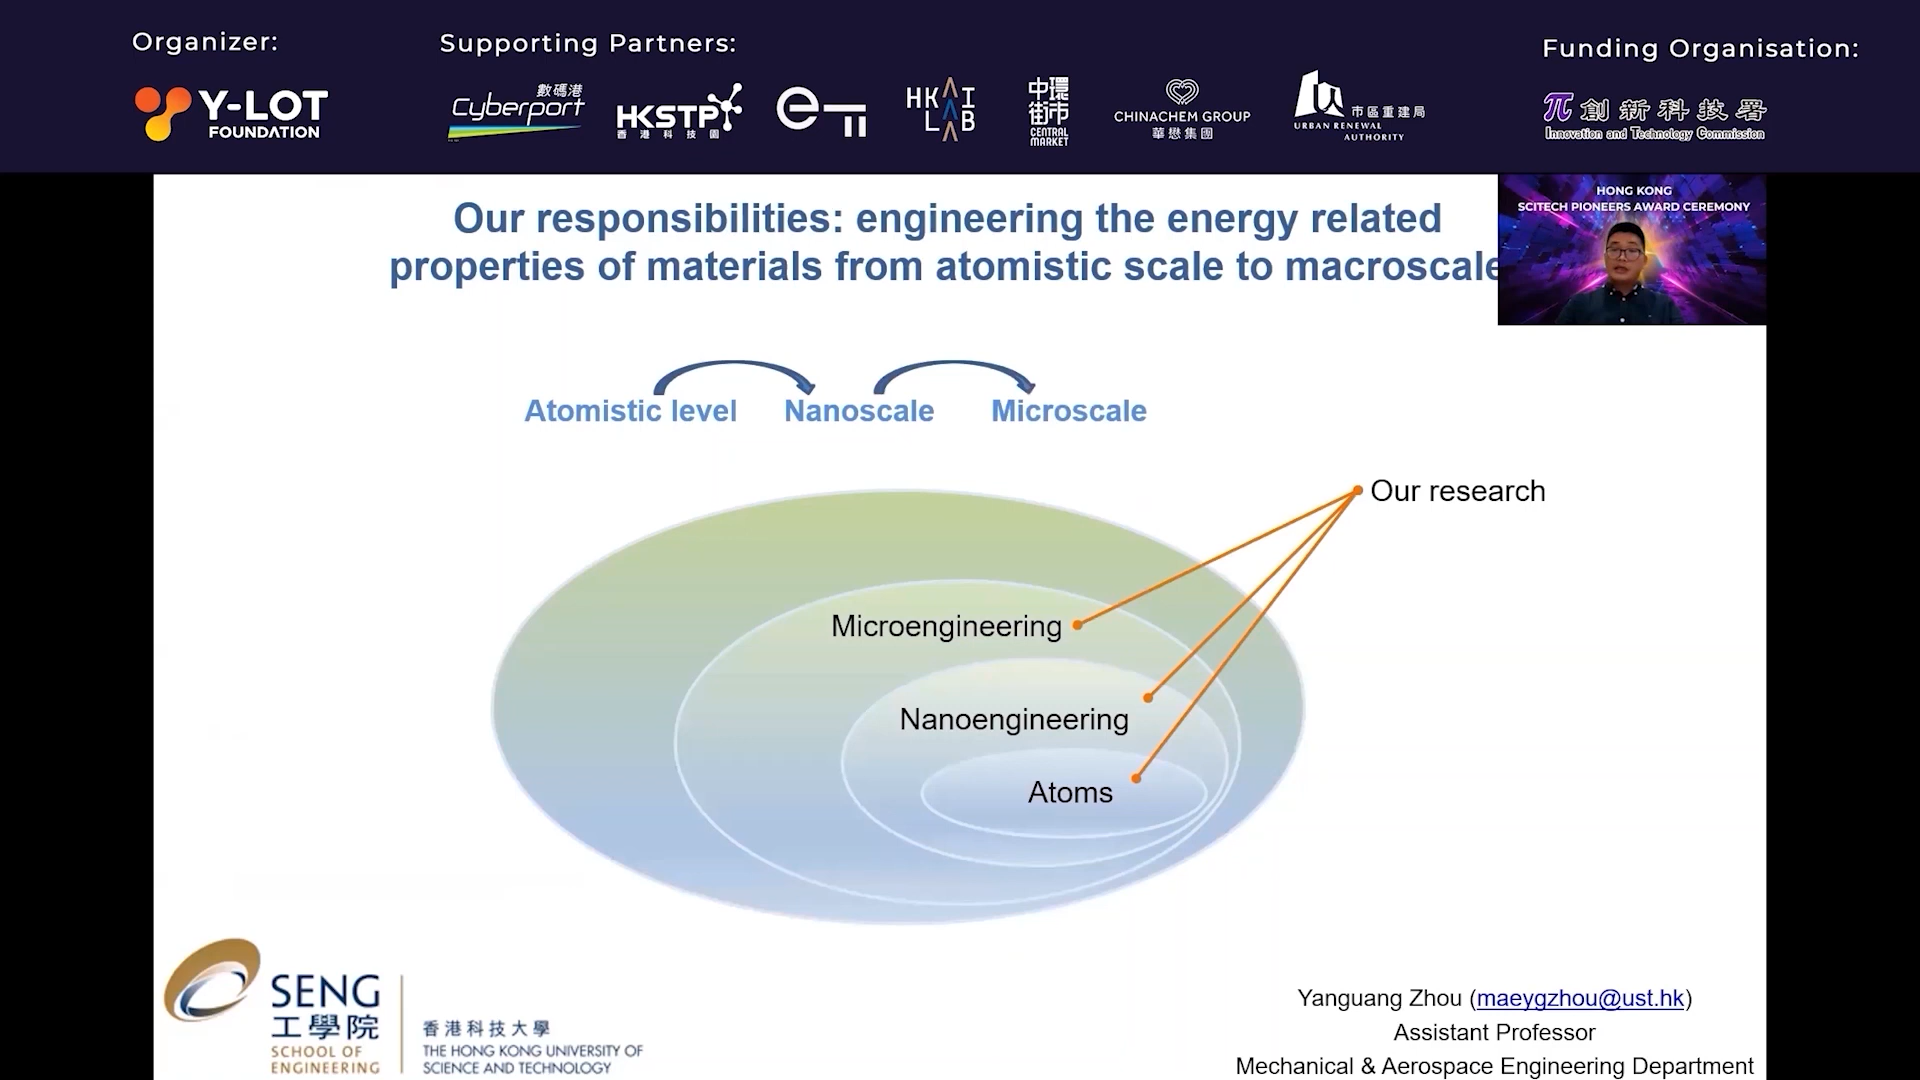 Organizer:
Supporting Partners:
Funding Organisation:
Y-LOT
FOUNDATION
數碼港
Cyberport
HKSTP
香港科技園
e
HK AI
LAB
中環
街市
CENTRAL
MARKET
CHINACHEM GROUP
華懋集團
市區重建局
URBAN RENEWAL
AUTHORITY
創新科技署
Innovation and Technology Commission
HONG KONG
SCITECH PIONEERS AWARD CEREMONY
Our responsibilities: engineering the energy related
properties of materials from atomistic scale to macroscale
Atomistic level
Nanoscale
Microscale
Our research
Microengineering
Nanoengineering
Atoms
SENG
工學院
SCHOOL OF
ENGINEERING
香港科技大學
THE HONG KONG UNIVERSITY OF
SCIENCE AND TECHNOLOGY
Yanguang Zhou (maeygzhou@ust.hk)
Assistant Professor
Mechanical & Aerospace Engineering Department